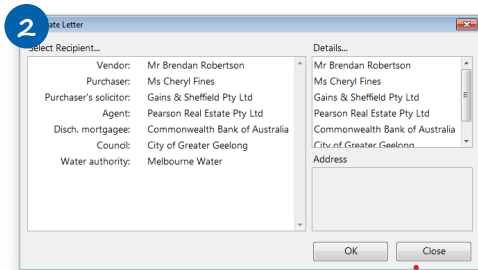 2
ate Letter
Select Recipient...
Details...
Vendor: Mr Brendan Robertson
Purchaser: Ms Cheryl Fines
Purchaser's solicitor: Gains & Sheffield Pty Ltd
Agent: Pearson Real Estate Pty Ltd
Disch. mortgagee: Commonwealth Bank of Australia
Council: City of Greater Geelong
Water authority: Melbourne Water
Mr Brendan Robertson
Ms Cheryl Fines
Gains & Sheffield Pty Ltd
Pearson Real Estate Pty Ltd
Commonwealth Bank of Australia
City of Greater Geelong
Address
OK
Close